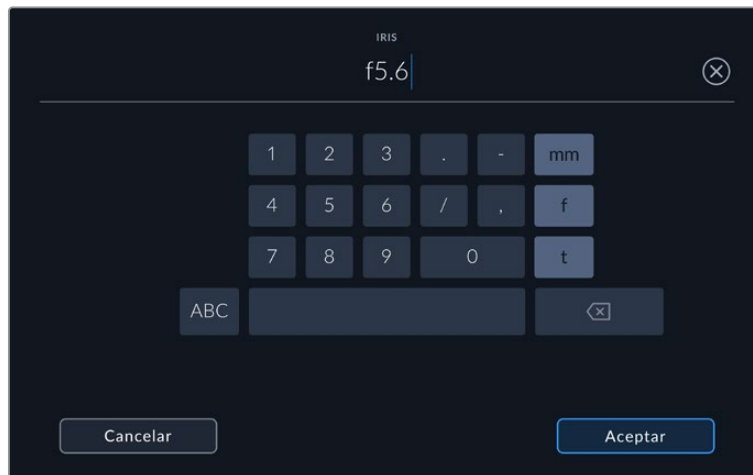 IRIS
f5.6
1 2 3 . - mm
4 5 6 / , f
7 8 9 0 t
ABC
Cancelar Aceptar